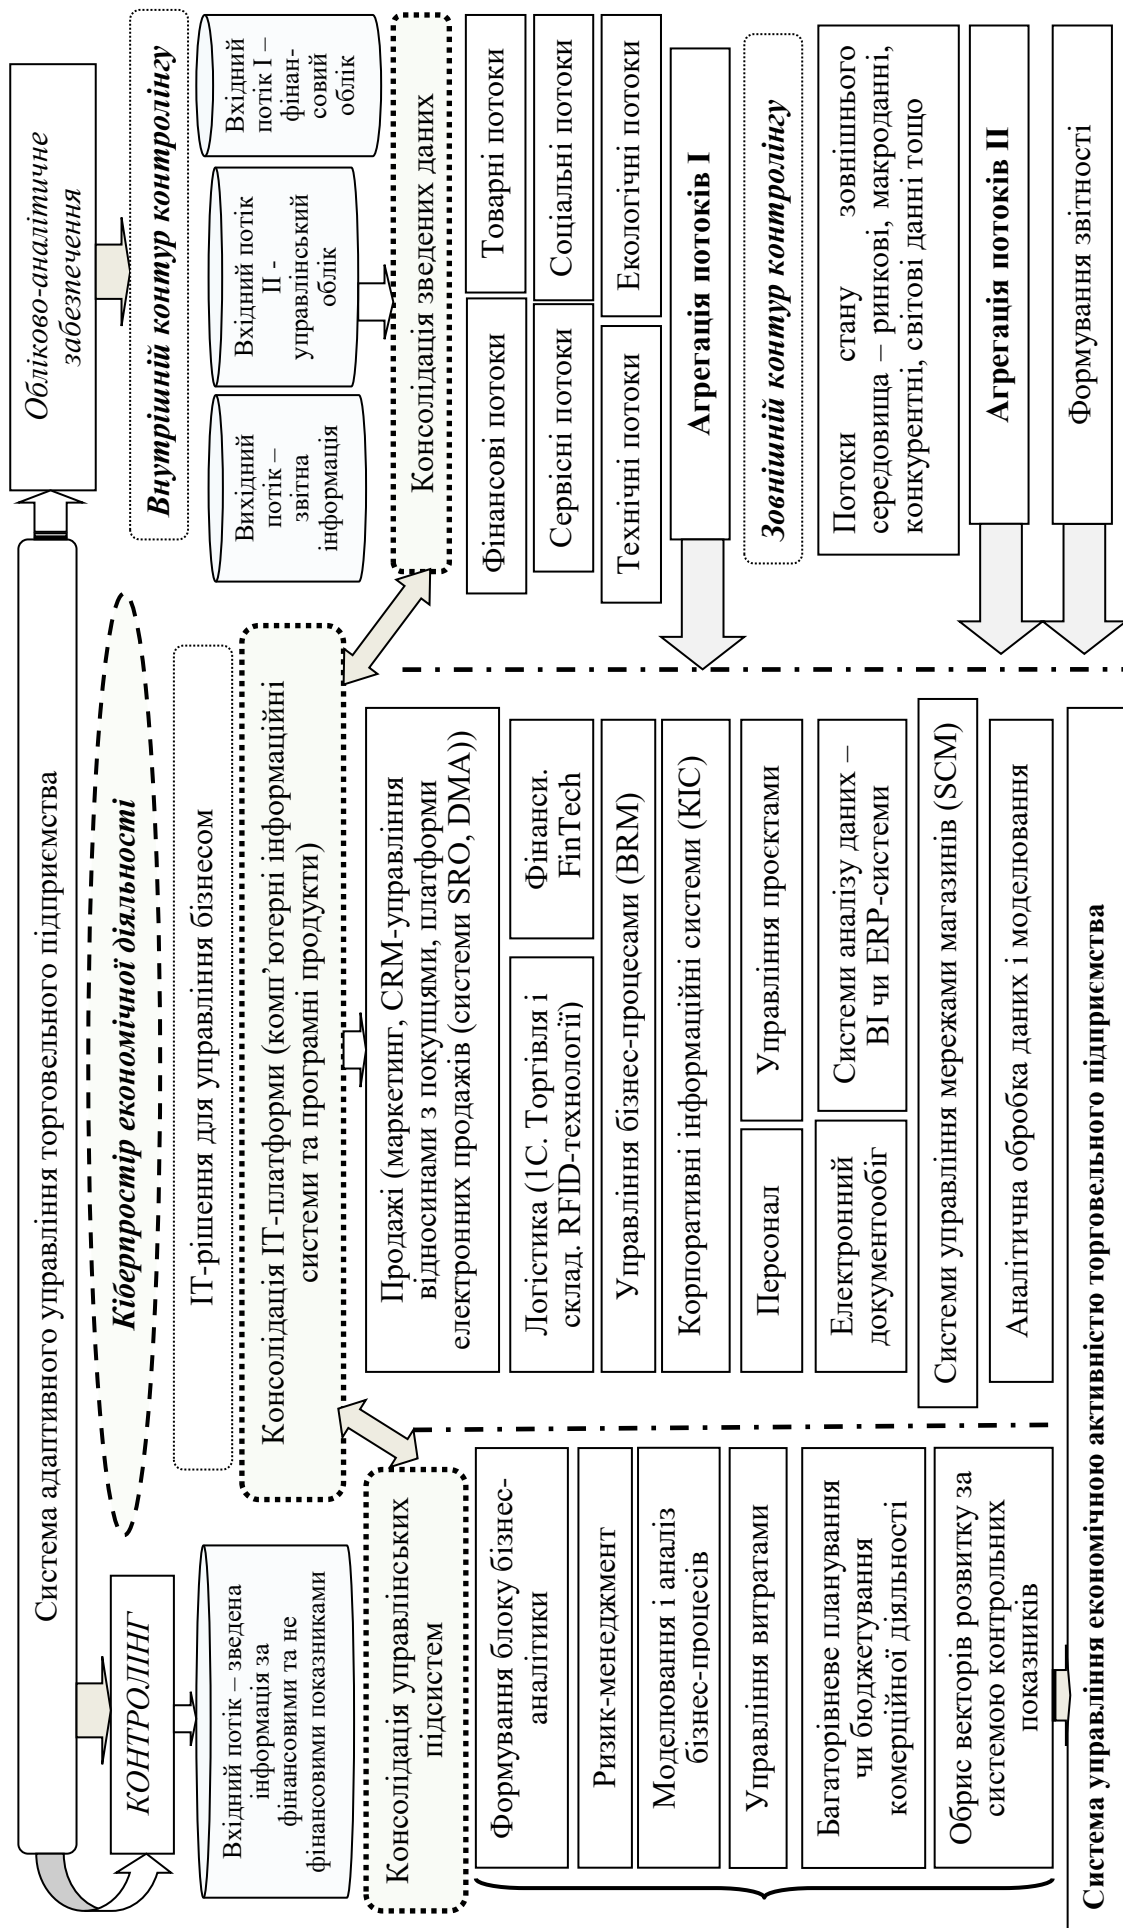 Система адаптивного управління торговельного підприємства
КОНТРОЛІНГ
Вхідний потік – зведена
інформація за
фінансовими та не
фінансовими показниками
Консолідація управлінських
підсистем
Формування блоку бізнес-
аналітики
Ризик-менеджмент
Моделювання і аналіз
бізнес-процесів
Управління витратами
Багаторівневе планування
чи бюджетування
комерційної діяльності
Обрис векторів розвитку за
системою контрольних
показників
Кіберпростір економічної діяльності
ІТ-рішення для управління бізнесом
Консолідація ІТ-платформи (комп’ютерні інформаційні
системи та програмні продукти)
Продажі (маркетинг, CRM-управління
відносинами з покупцями, платформи
електронних продажів (системи SRO, DMA))
Логістика (1С. Торгівля і
склад. RFID-технології)
Фінанси.
FinTech
Управління бізнес-процесами (BRM)
Корпоративні інформаційні системи (КІС)
Персонал
Управління проєктами
Електронний
документообіг
Системи аналізу даних –
BI чи ERP-системи
Системи управління мережами магазинів (SCM)
Аналітична обробка даних і моделювання
Обліково-аналітичне
забезпечення
Внутрішній контур контролінгу
Вихідний
потік –
звітна
інформація
Вхідний потік
ІІ -
управлінський
облік
Вхідний
потік І –
фінан-
совий
облік
Консолідація зведених даних
Фінансові потоки
Товарні потоки
Сервісні потоки
Соціальні потоки
Технічні потоки
Екологічні потоки
Агрегація потоків І
Зовнішній контур контролінгу
Потоки стану зовнішнього
середовища – ринкові, макроданні,
конкурентні, світові данні тощо
Агрегація потоків ІІ
Формування звітності
Система управління економічною активністю торговельного підприємства